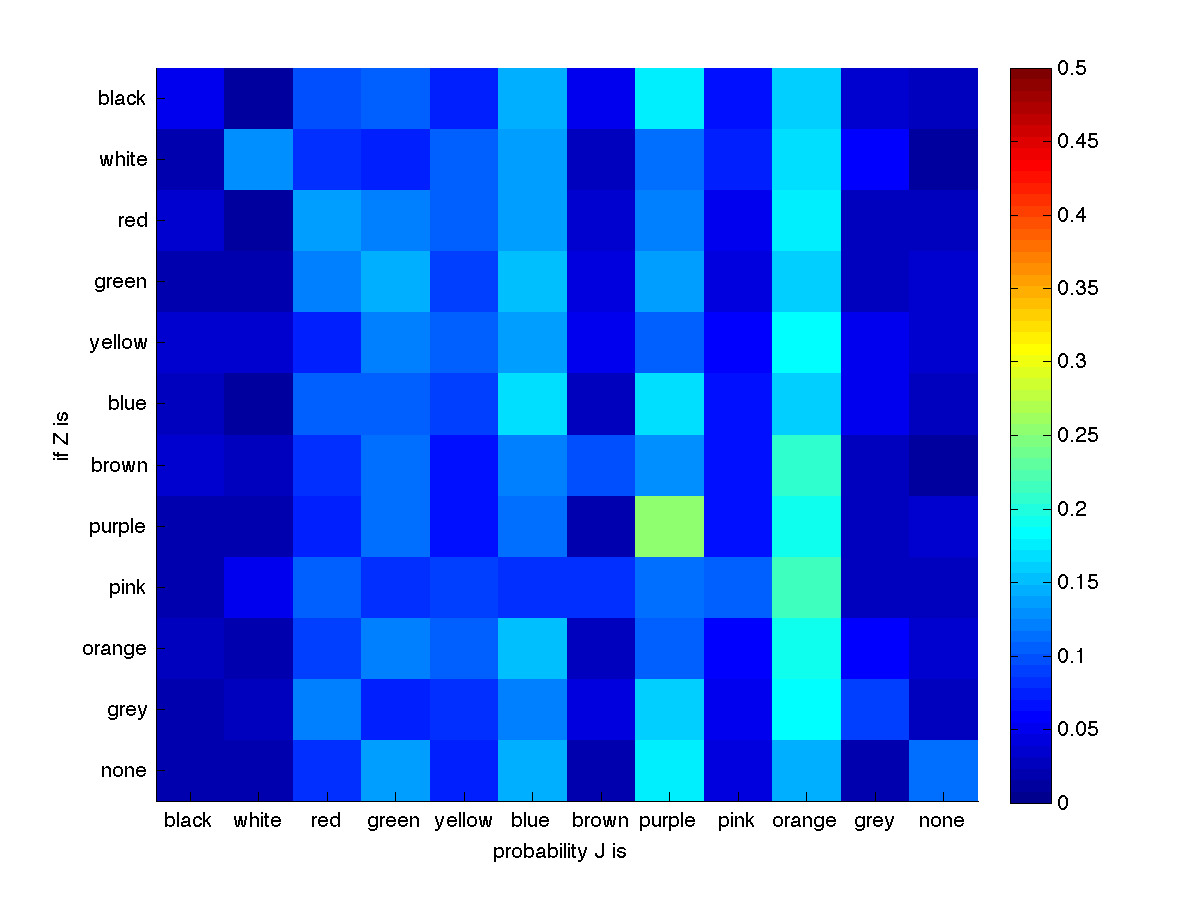 0.5
black
0.45
white
0.4
red
0.35
green
0.3
yellow
0.25
blue
if Z is
brown
0.2
purple
0.15
pink
0.1
orange
0.05
grey
none
0
black white red green yellow blue brown purple pink orange grey none
probability J is